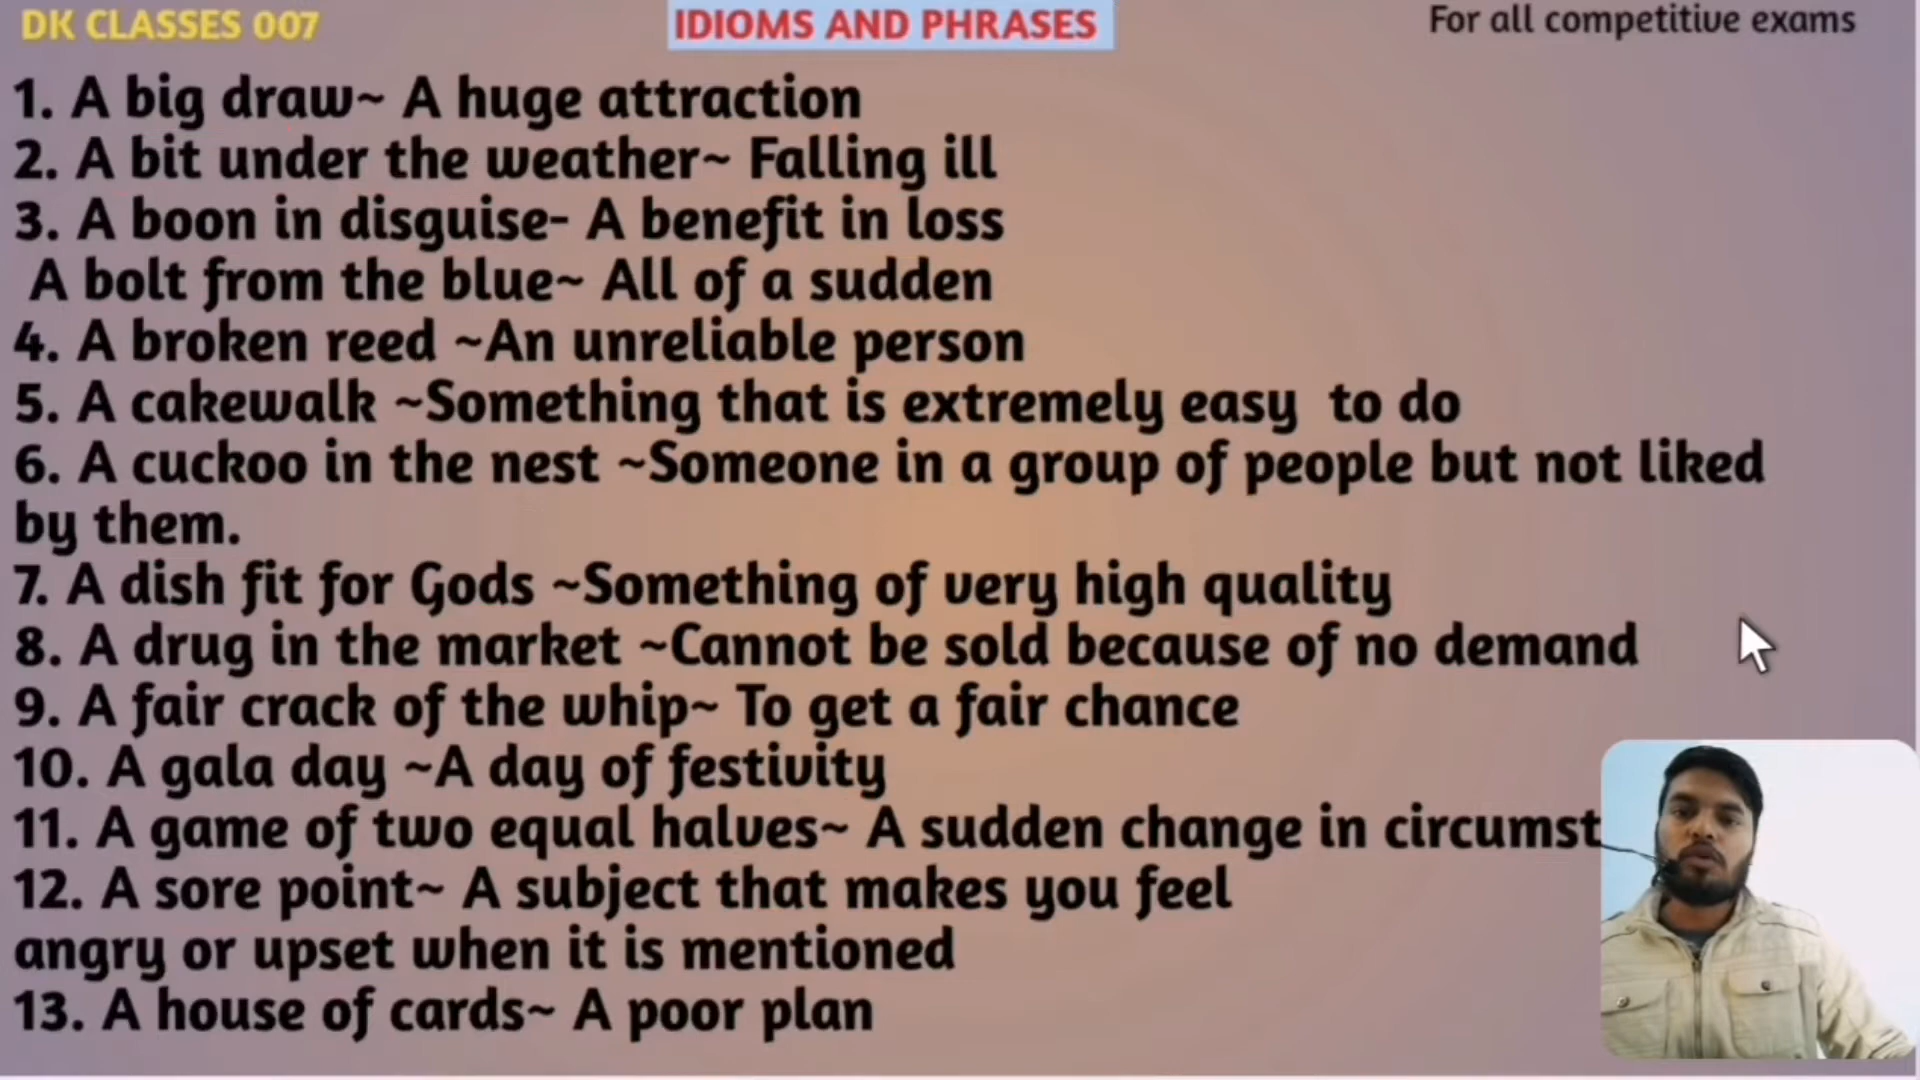 DK CLASSES 007
IDIOMS AND PHRASES
For all competitive exams
1. A big draw~ A huge attraction
2. A bit under the weather~ Falling ill
3. A boon in disguise- A benefit in loss
A bolt from the blue~ All of a sudden
4. A broken reed ~An unreliable person
5. A cakewalk ~Something that is extremely easy to do
6. A cuckoo in the nest ~Someone in a group of people but not liked
by them.
7. A dish fit for Gods ~Something of very high quality
8. A drug in the market ~Cannot be sold because of no demand
9. A fair crack of the whip~ To get a fair chance
10. A gala day ~A day of festivity
11. A game of two equal halves~ A sudden change in circumst
12. A sore point~ A subject that makes you feel
angry or upset when it is mentioned
13. A house of cards~ A poor plan